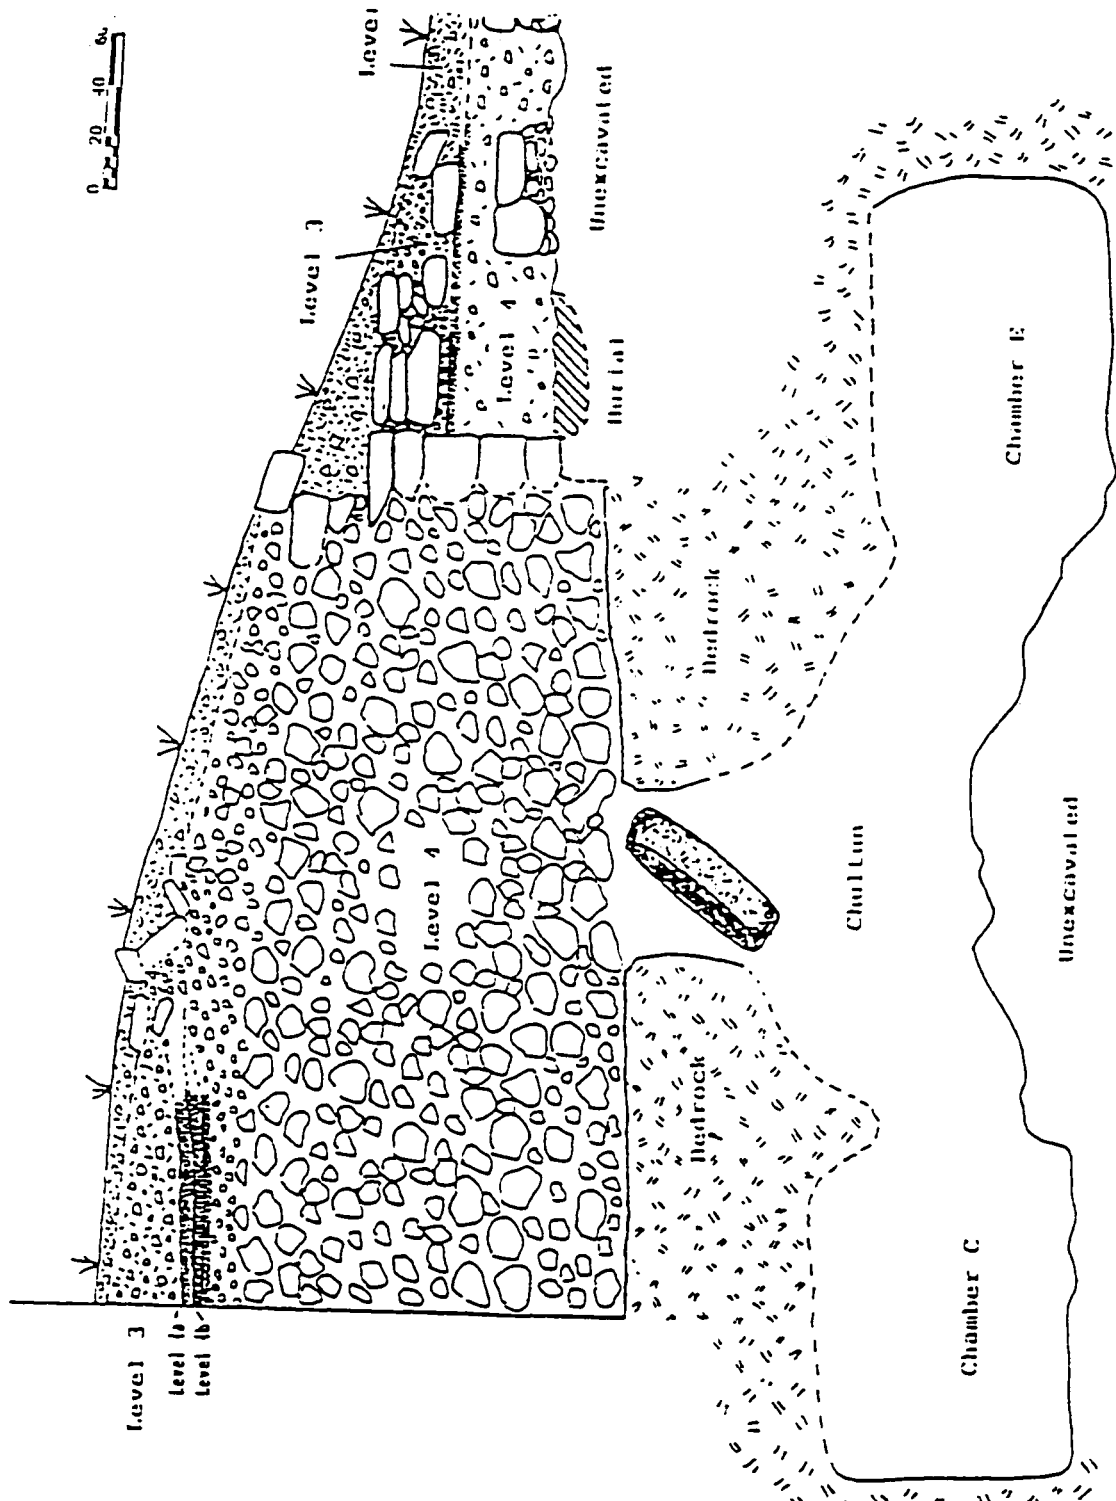 0 20 40 60
Level
Level 3
Unexcavated
Level 4
Burial
Chamber E
Bedrock
Level 4
Chultun
Unexcavated
Bedrock
Level 3
Level 1a
Level 1b
Chamber C